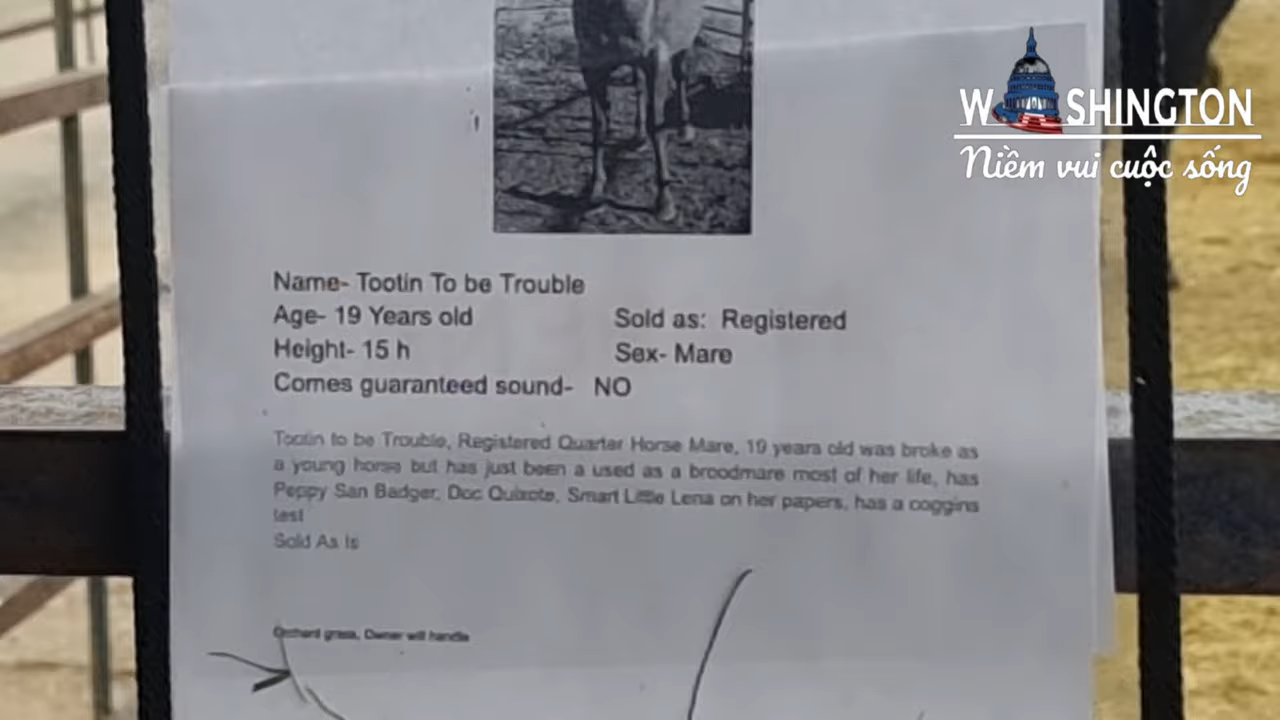 WASHINGTON
Niềm vui cuộc sống
Name- Tootin To be Trouble
Age- 19 Years old
Sold as: Registered
Height- 15 h
Sex- Mare
Comes guaranteed sound- NO
Tootin to be Trouble, Registered Quarter Horse Mare, 19 years old was broke as
a young horse but has just been a used as a broodmare most of her life, has
Peppy San Badger, Doc Quixote, Smart Little Lena on her papers, has a coggins
test
Sold As Is
Orchard grass, Owner will handle